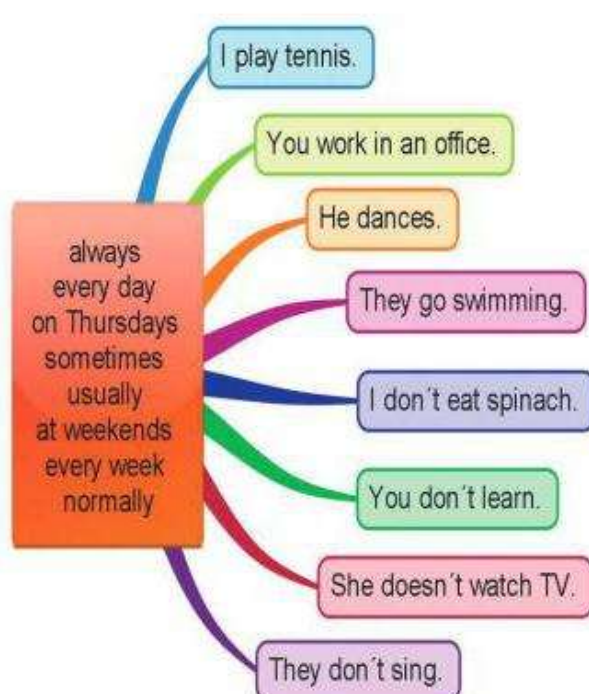 I play tennis.
You work in an office.
He dances.
They go swimming.
I don´t eat spinach.
You don´t learn.
She doesn´t watch TV.
They don´t sing.
always
every day
on Thursdays
sometimes
usually
at weekends
every week
normally